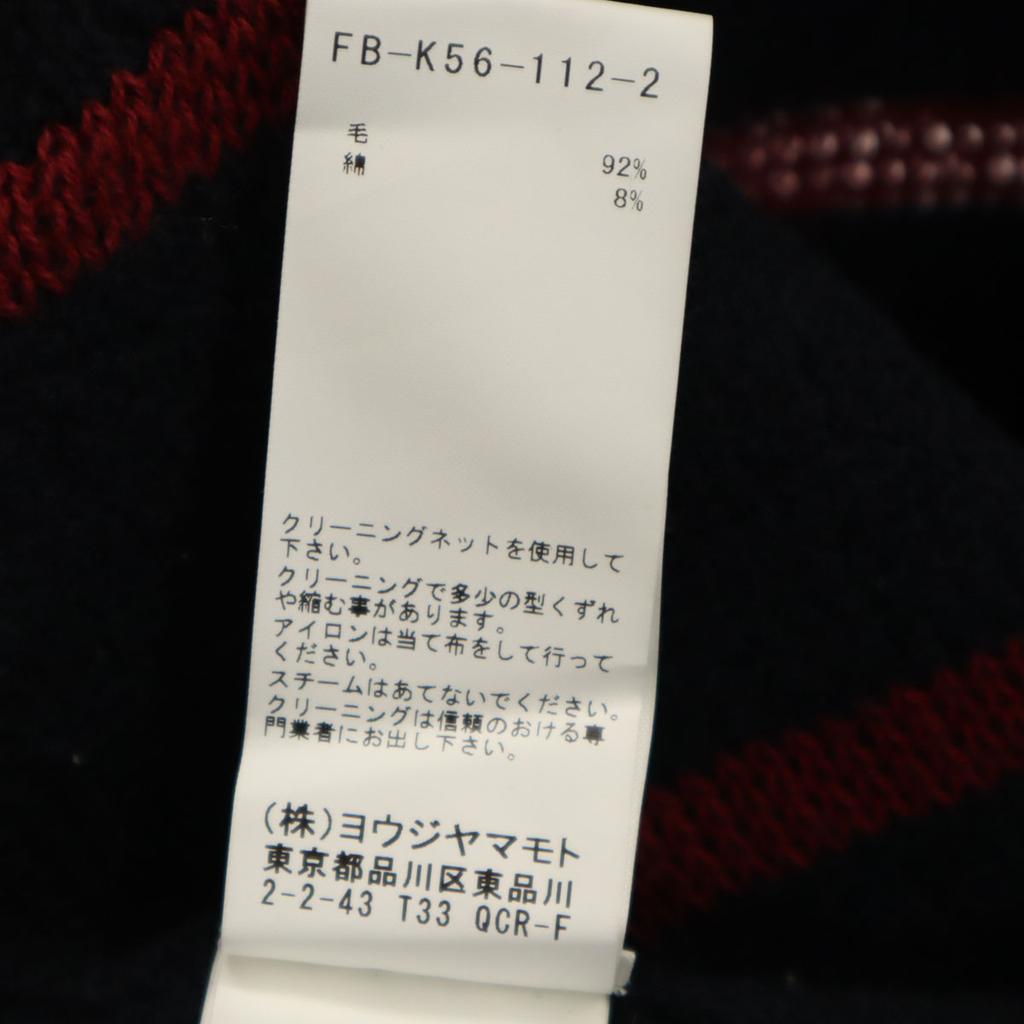 FB-K56-112-2
毛
92%
綿
8%
クリーニングネットを使用して
下さい。
クリーニングで多少の型くずれ
や縮む事があります。
アイロンは当て布をして行って
ください。
スチームはあてないでください。
クリーニングは信頼のおける専
門業者にお出し下さい。
(株)ヨウジヤマモト
東京都品川区東品川
2-2-43 T33 QCR-F